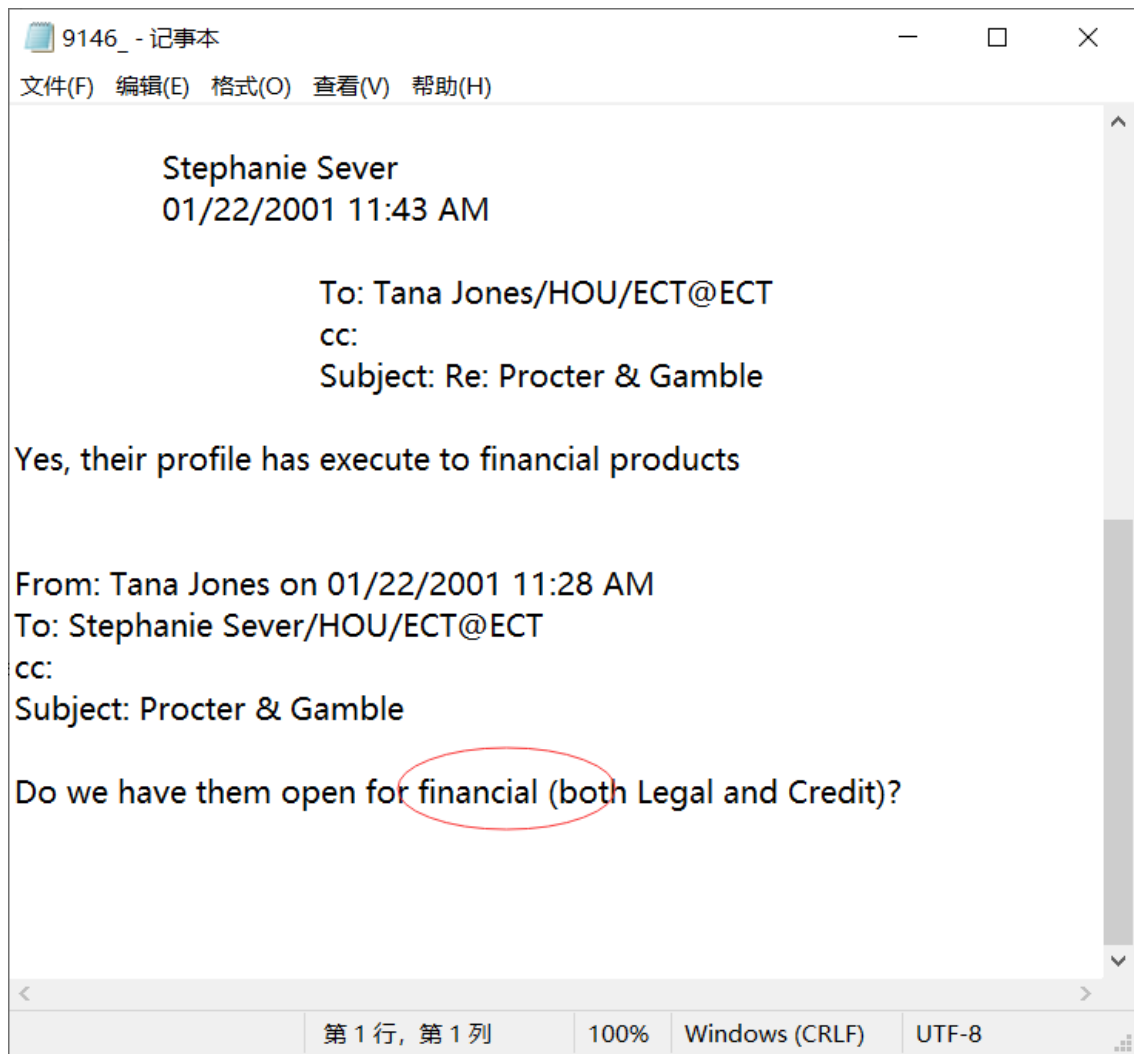 9146_ - 记事本
文件(F) 编辑(E) 格式(O) 查看(V) 帮助(H)
Stephanie Sever
01/22/2001 11:43 AM
To: Tana Jones/HOU/ECT@ECT
cc:
Subject: Re: Procter & Gamble
Yes, their profile has execute to financial products
From: Tana Jones on 01/22/2001 11:28 AM
To: Stephanie Sever/HOU/ECT@ECT
cc:
Subject: Procter & Gamble
Do we have them open for financial (both Legal and Credit)?
第 1 行，第 1 列 100% Windows (CRLF) UTF-8